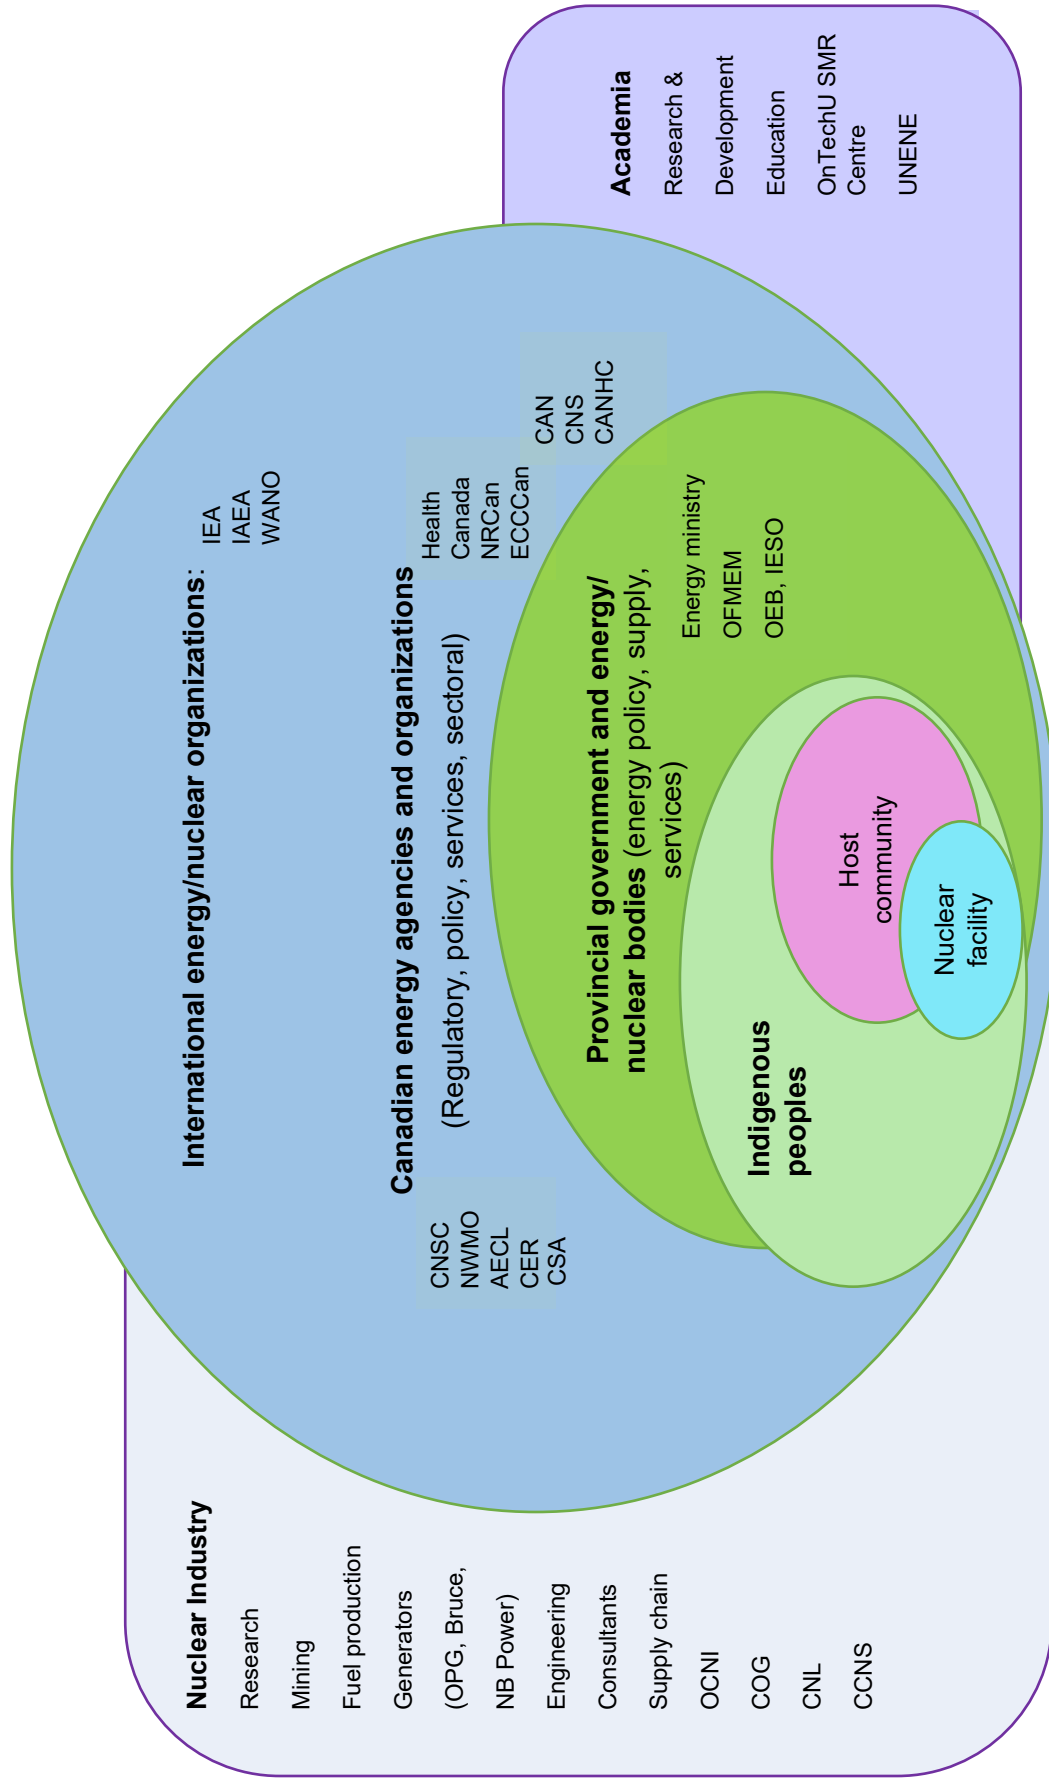 Nuclear Industry
Research
Mining
Fuel production
Generators
(OPG, Bruce,
NB Power)
Engineering
Consultants
Supply chain
OCNI
COG
CNL
CCNS
International energy/nuclear organizations:
IEA
IAEA
WANO
Canadian energy agencies and organizations
(Regulatory, policy, services, sectoral)
CNSC
NWMO
AECL
CER
CSA
Health
Canada
NRCan
ECCCan
CAN
CNS
CANHC
Provincial government and energy/
nuclear bodies (energy policy, supply,
services)
Energy ministry
OFMEM
OEB, IESO
Indigenous
peoples
Host
community
Nuclear
facility
Academia
Research &
Development
Education
OnTechU SMR
Centre
UNENE